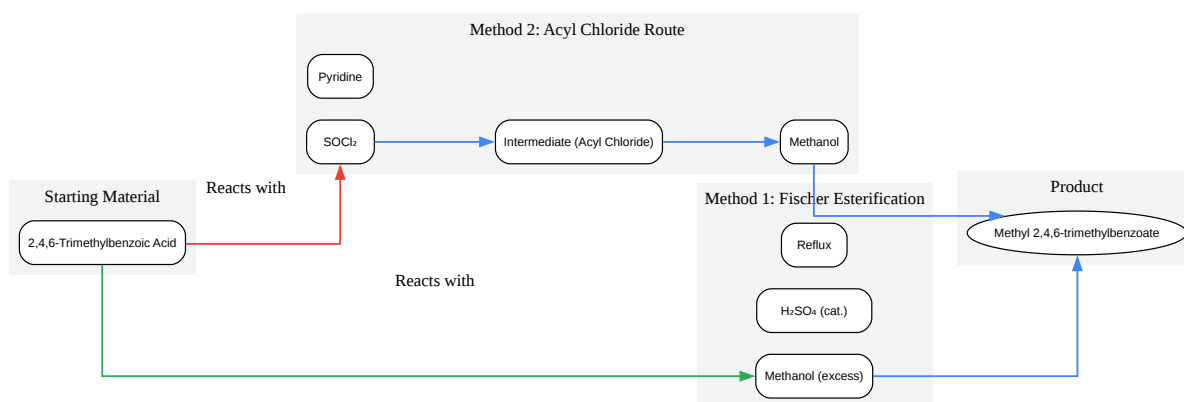 Method 2: Acyl Chloride Route
Pyridine
SOCl₂
Intermediate (Acyl Chloride)
Methanol
Reacts with
Starting Material
2,4,6-Trimethylbenzoic Acid
Method 1: Fischer Esterification
Reflux
H₂SO₄ (cat.)
Methanol (excess)
Reacts with
Product
Methyl 2,4,6-trimethylbenzoate